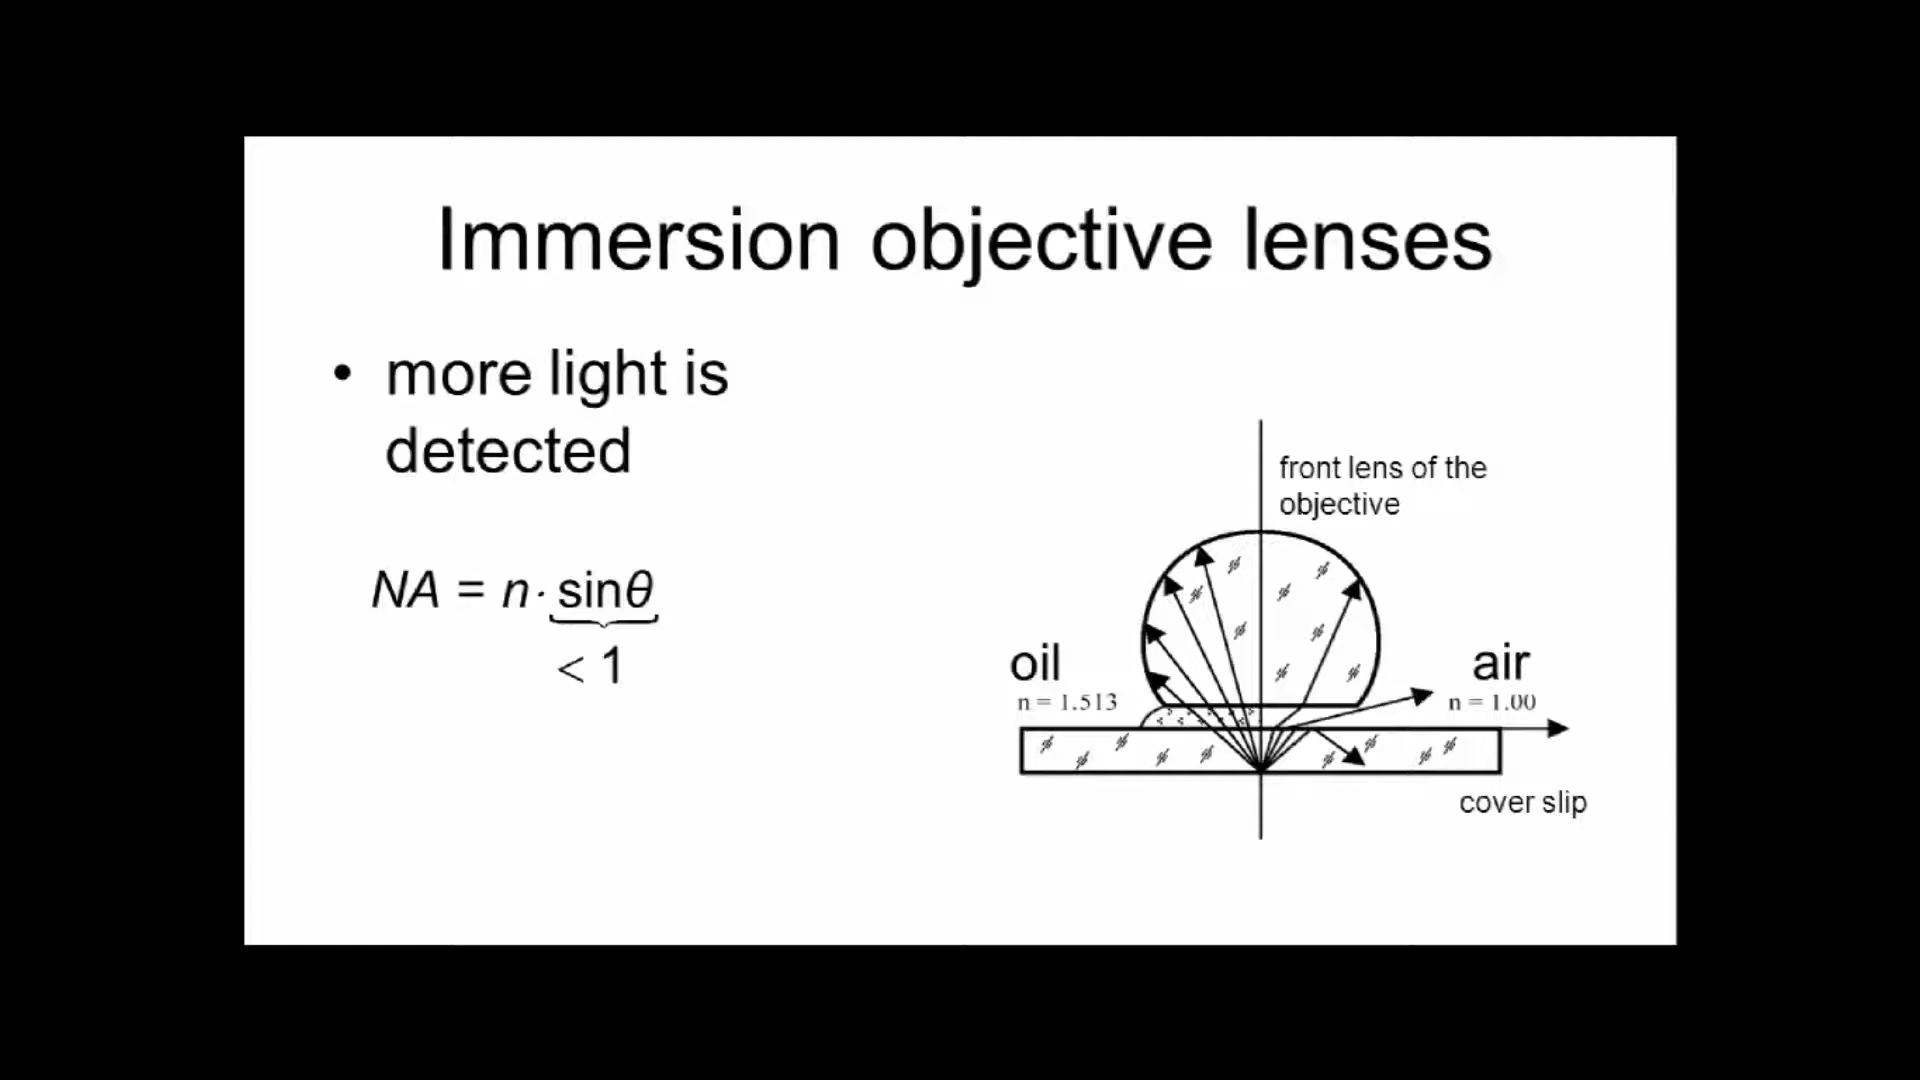 Immersion objective lenses
• more light is
detected
NA = n· sinθ
< 1
front lens of the
objective
oil
n = 1.513
air
n = 1.00
cover slip